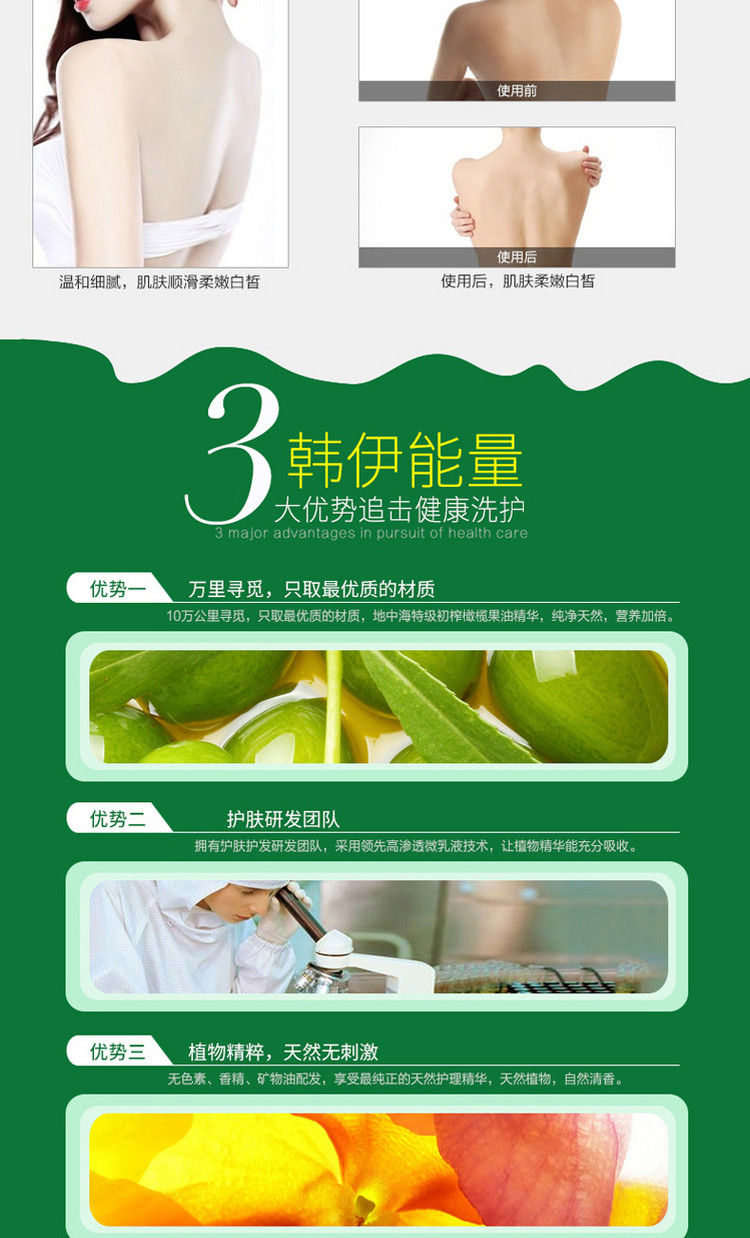 使用前
使用后
温和细腻，肌肤顺滑柔嫩白皙
使用后，肌肤柔嫩白皙
3 韩伊能量
大优势追击健康洗护
3 major advantages in pursuit of health care
优势一 万里寻觅，只取最优质的材质
10万公里寻觅，只取最优质的材质，地中海特级初榨橄榄果油精华，纯净天然，营养加倍。
优势二 护肤研发团队
拥有护肤护发研发团队，采用领先高渗透微乳液技术，让植物精华能充分吸收。
优势三 植物精粹，天然无刺激
无色素、香精、矿物油配发，享受最纯正的天然护理精华，天然植物，自然清香。